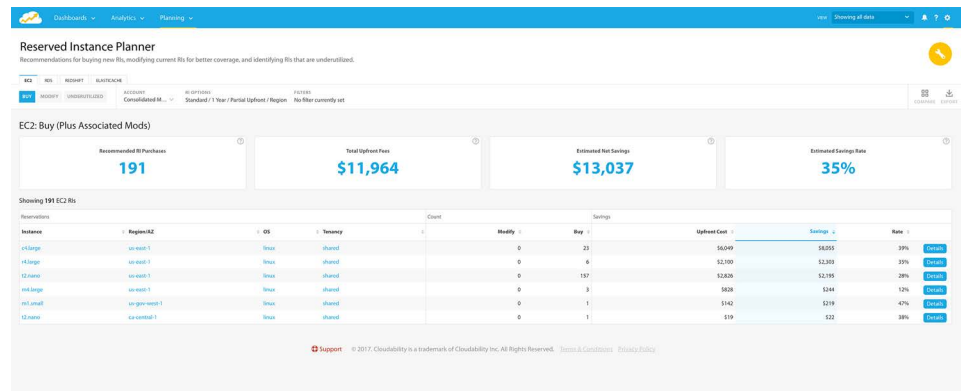 Dashboards Analytics Planning view Showing all data ?
Reserved Instance Planner
Recommendations for buying new RIs, modifying current RIs for better coverage, and identifying RIs that are underutilized.
EC2 RDS REDSHIFT ELASTICACHE
BUY MODIFY UNDERUTILIZED
ACCOUNT
Consolidated M...
RI OPTIONS
Standard / 1 Year / Partial Upfront / Region
FILTERS
No filter currently set
COMPARE EXPORT
EC2: Buy (Plus Associated Mods)
Recommended RI Purchases
191
Total Upfront Fees
$11,964
Estimated Net Savings
$13,037
Estimated Savings Rate
35%
Showing 191 EC2 RIs
Reservations Count Savings
Instance Region/AZ OS Tenancy Modify Buy Upfront Cost Savings Rate
c4.large us-east-1 linux shared 0 23 $6,049 $8,055 39% Details
r4.large us-east-1 linux shared 0 6 $2,100 $2,303 35% Details
t2.nano us-east-1 linux shared 0 157 $2,826 $2,195 28% Details
m4.large us-east-1 linux shared 0 3 $828 $244 12% Details
m1.small us-gov-west-1 linux shared 0 1 $142 $219 47% Details
t2.nano ca-central-1 linux shared 0 1 $19 $22 38% Details
Support © 2017. Cloudability is a trademark of Cloudability Inc. All Rights Reserved. Terms & Conditions Privacy Policy